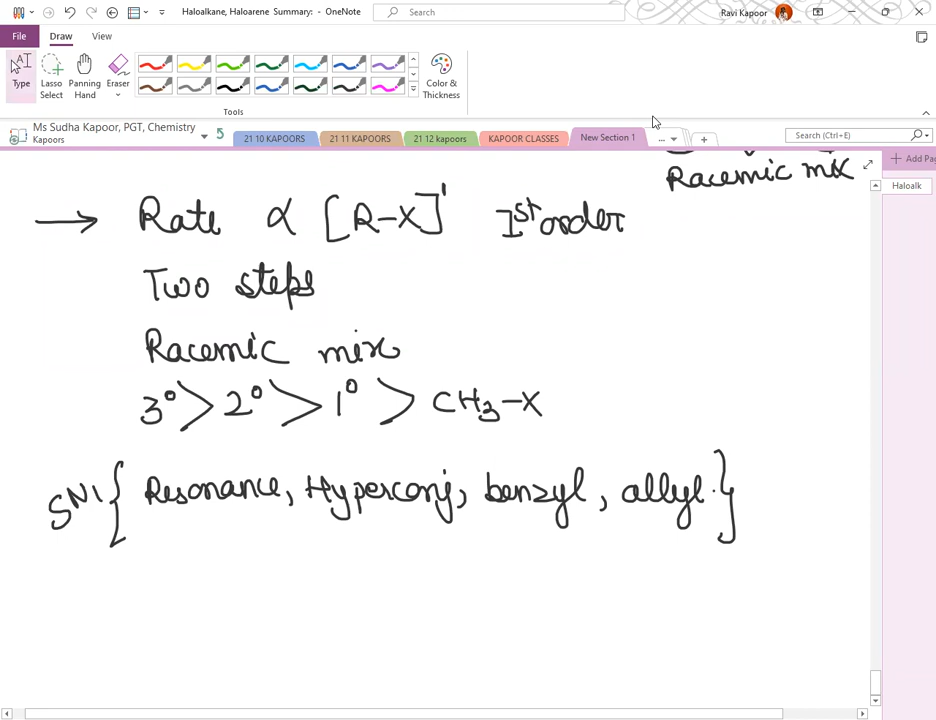 Haloalkane, Haloarene Summary: - OneNote
Search
Ravi Kapoor
File
Draw
View
Type
Lasso Select
Panning Hand
Eraser
Color & Thickness
Tools
Ms Sudha Kapoor, PGT, Chemistry
Kapoors
21 10 KAPOORS
21 11 KAPOORS
21 12 kapoors
KAPOOR CLASSES
New Section 1
...
+
Search (Ctrl+E)
Add Pag
Haloalk
Racemic mix
→ Rate ∝ [R-X]¹ Ist order
Two steps
Racemic mix
3° > 2° > 1° > CH₃-X
SN1 { Resonance, Hyperconj, benzyl, allyl. }